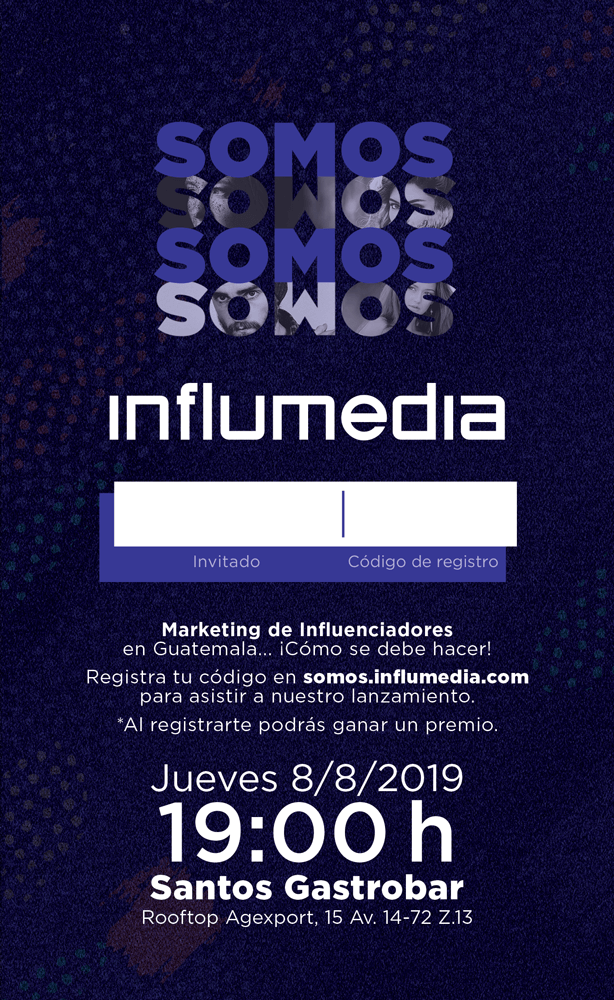 SOMOS
SOMOS
SOMOS
SOMOS
influmedia
Invitado
Código de registro
Marketing de Influenciadores
en Guatemala... ¡Cómo se debe hacer!
Registra tu código en somos.influmedia.com
para asistir a nuestro lanzamiento.
*Al registrarte podrás ganar un premio.
Jueves 8/8/2019
19:00 h
Santos Gastrobar
Rooftop Agexport, 15 Av. 14-72 Z.13